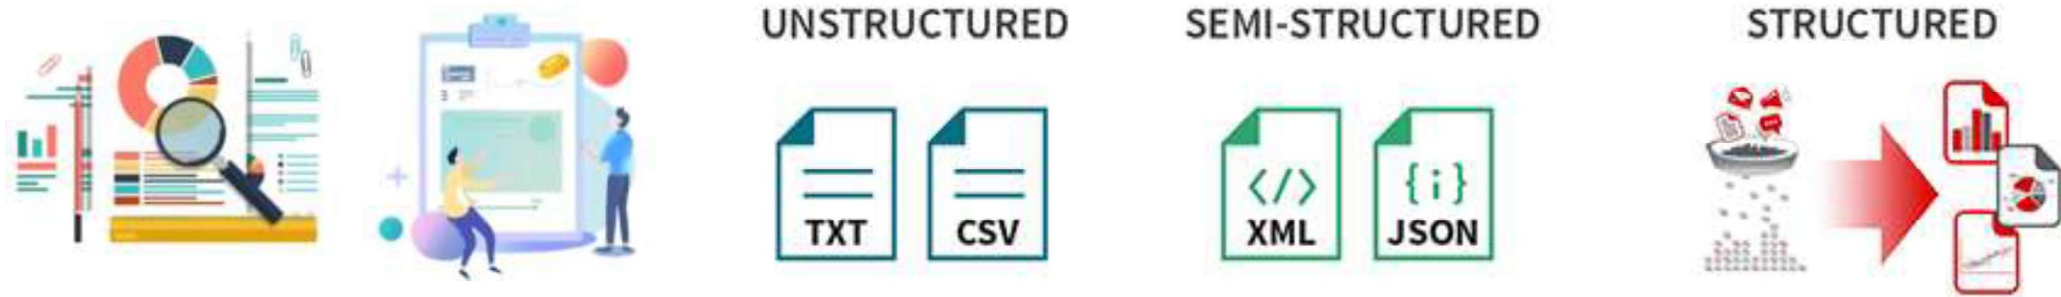 UNSTRUCTURED
SEMI-STRUCTURED
STRUCTURED
TXT
CSV
</>
XML
{i}
JSON